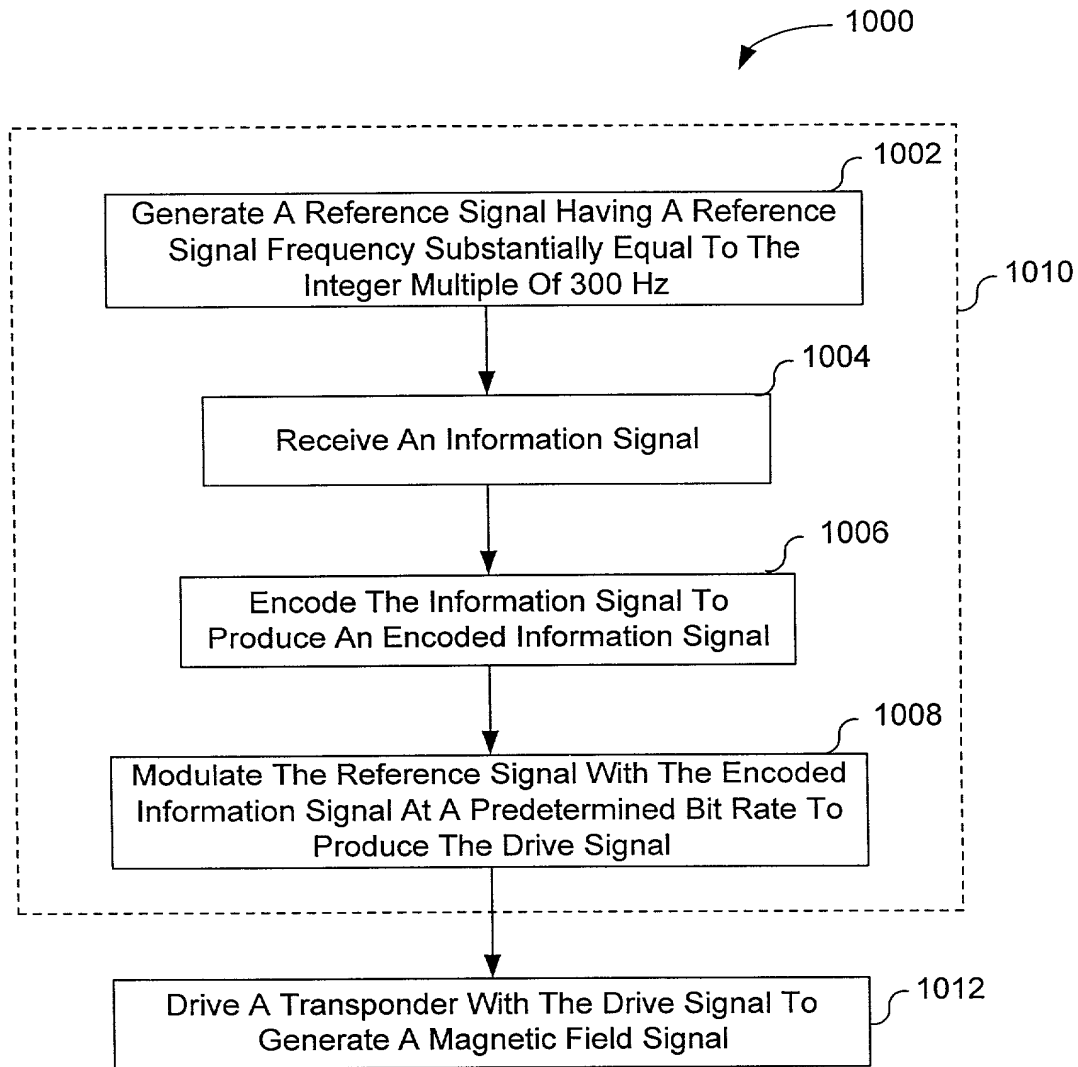 1000
1002
Generate A Reference Signal Having A Reference
Signal Frequency Substantially Equal To The
Integer Multiple Of 300 Hz
1010
1004
Receive An Information Signal
1006
Encode The Information Signal To
Produce An Encoded Information Signal
1008
Modulate The Reference Signal With The Encoded
Information Signal At A Predetermined Bit Rate To
Produce The Drive Signal
Drive A Transponder With The Drive Signal To
Generate A Magnetic Field Signal
1012